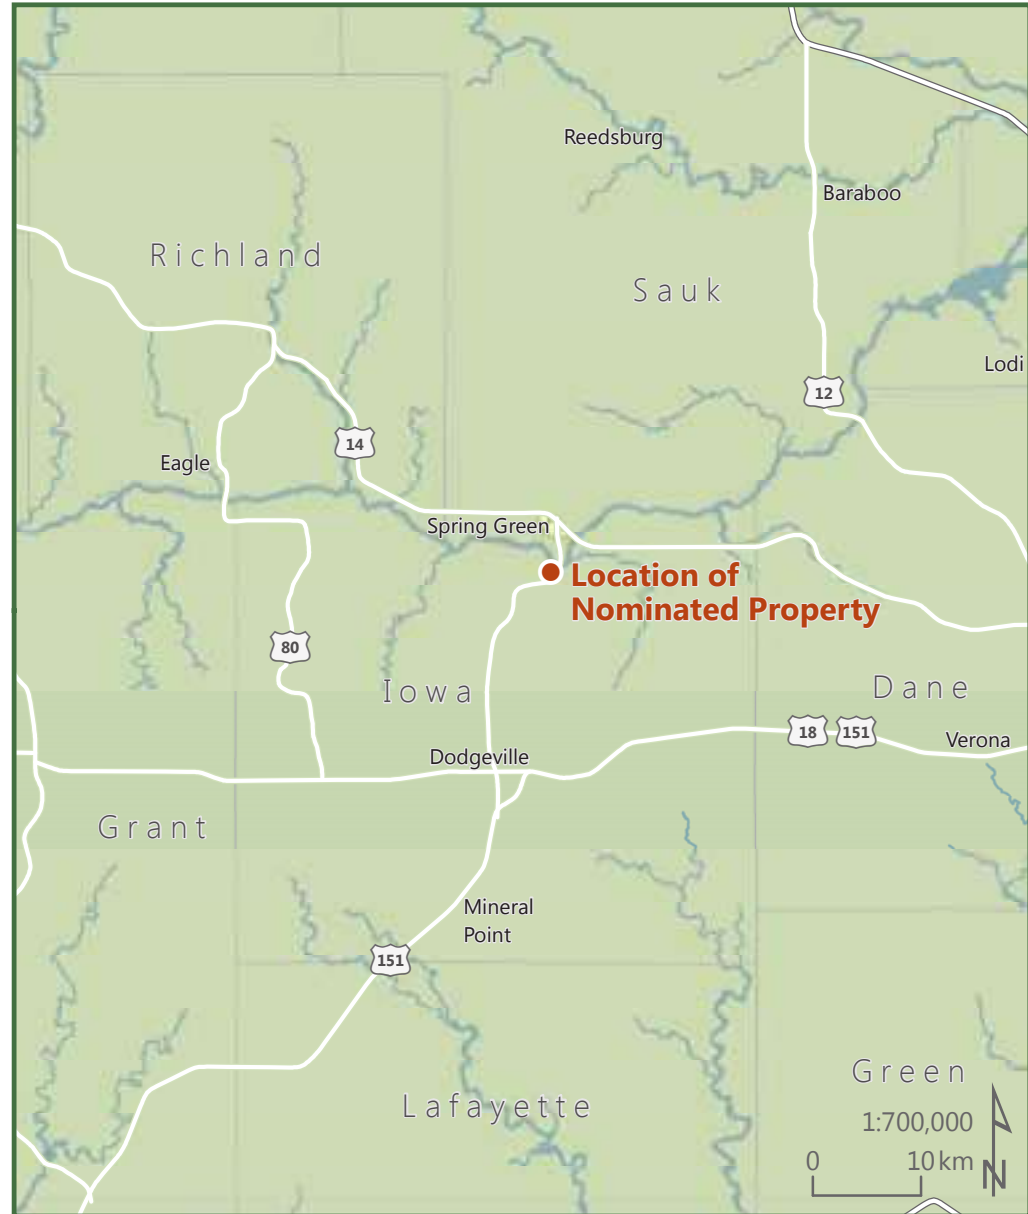 Reedsburg
Baraboo
Richland
Sauk
Lodi
12
14
Eagle
Spring Green
Location of
Nominated Property
80
Iowa
Dane
18
151
Verona
Dodgeville
Grant
Mineral
Point
151
Green
Lafayette
1:700,000
0
10 km
N